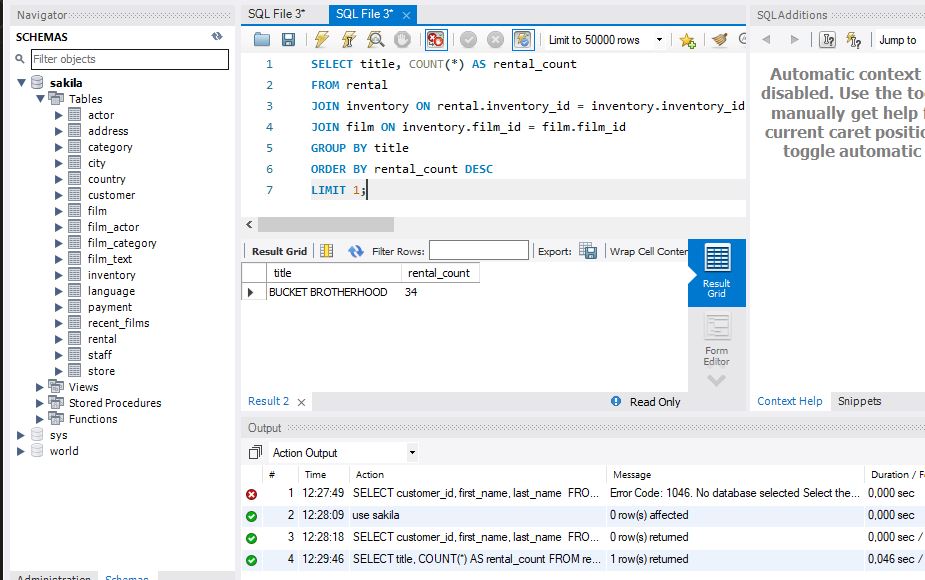 Navigator
SCHEMAS
Filter objects
sakila
Tables
actor
address
category
city
country
customer
film
film_actor
film_category
film_text
inventory
language
payment
recent_films
rental
staff
store
Views
Stored Procedures
Functions
sys
world
Administration Schemas
SQL File 3* SQL File 3*
Limit to 50000 rows
1 SELECT title, COUNT(*) AS rental_count
2 FROM rental
3 JOIN inventory ON rental.inventory_id = inventory.inventory_id
4 JOIN film ON inventory.film_id = film.film_id
5 GROUP BY title
6 ORDER BY rental_count DESC
7 LIMIT 1;
Result Grid Filter Rows: Export: Wrap Cell Conten
title rental_count
BUCKET BROTHERHOOD 34
Result
Grid
Form
Editor
Result 2 Read Only
SQLAdditions
Jump to
Automatic context
disabled. Use the too
manually get help f
current caret positio
toggle automatic
Context Help Snippets
Output
Action Output
# Time Action Message Duration / F
1 12:27:49 SELECT customer_id, first_name, last_name FRO... Error Code: 1046. No database selected Select the... 0,000 sec
2 12:28:09 use sakila 0 row(s) affected 0,000 sec
3 12:28:18 SELECT customer_id, first_name, last_name FRO... 0 row(s) returned 0,000 sec /
4 12:29:46 SELECT title, COUNT(*) AS rental_count FROM re... 1 row(s) returned 0,046 sec /